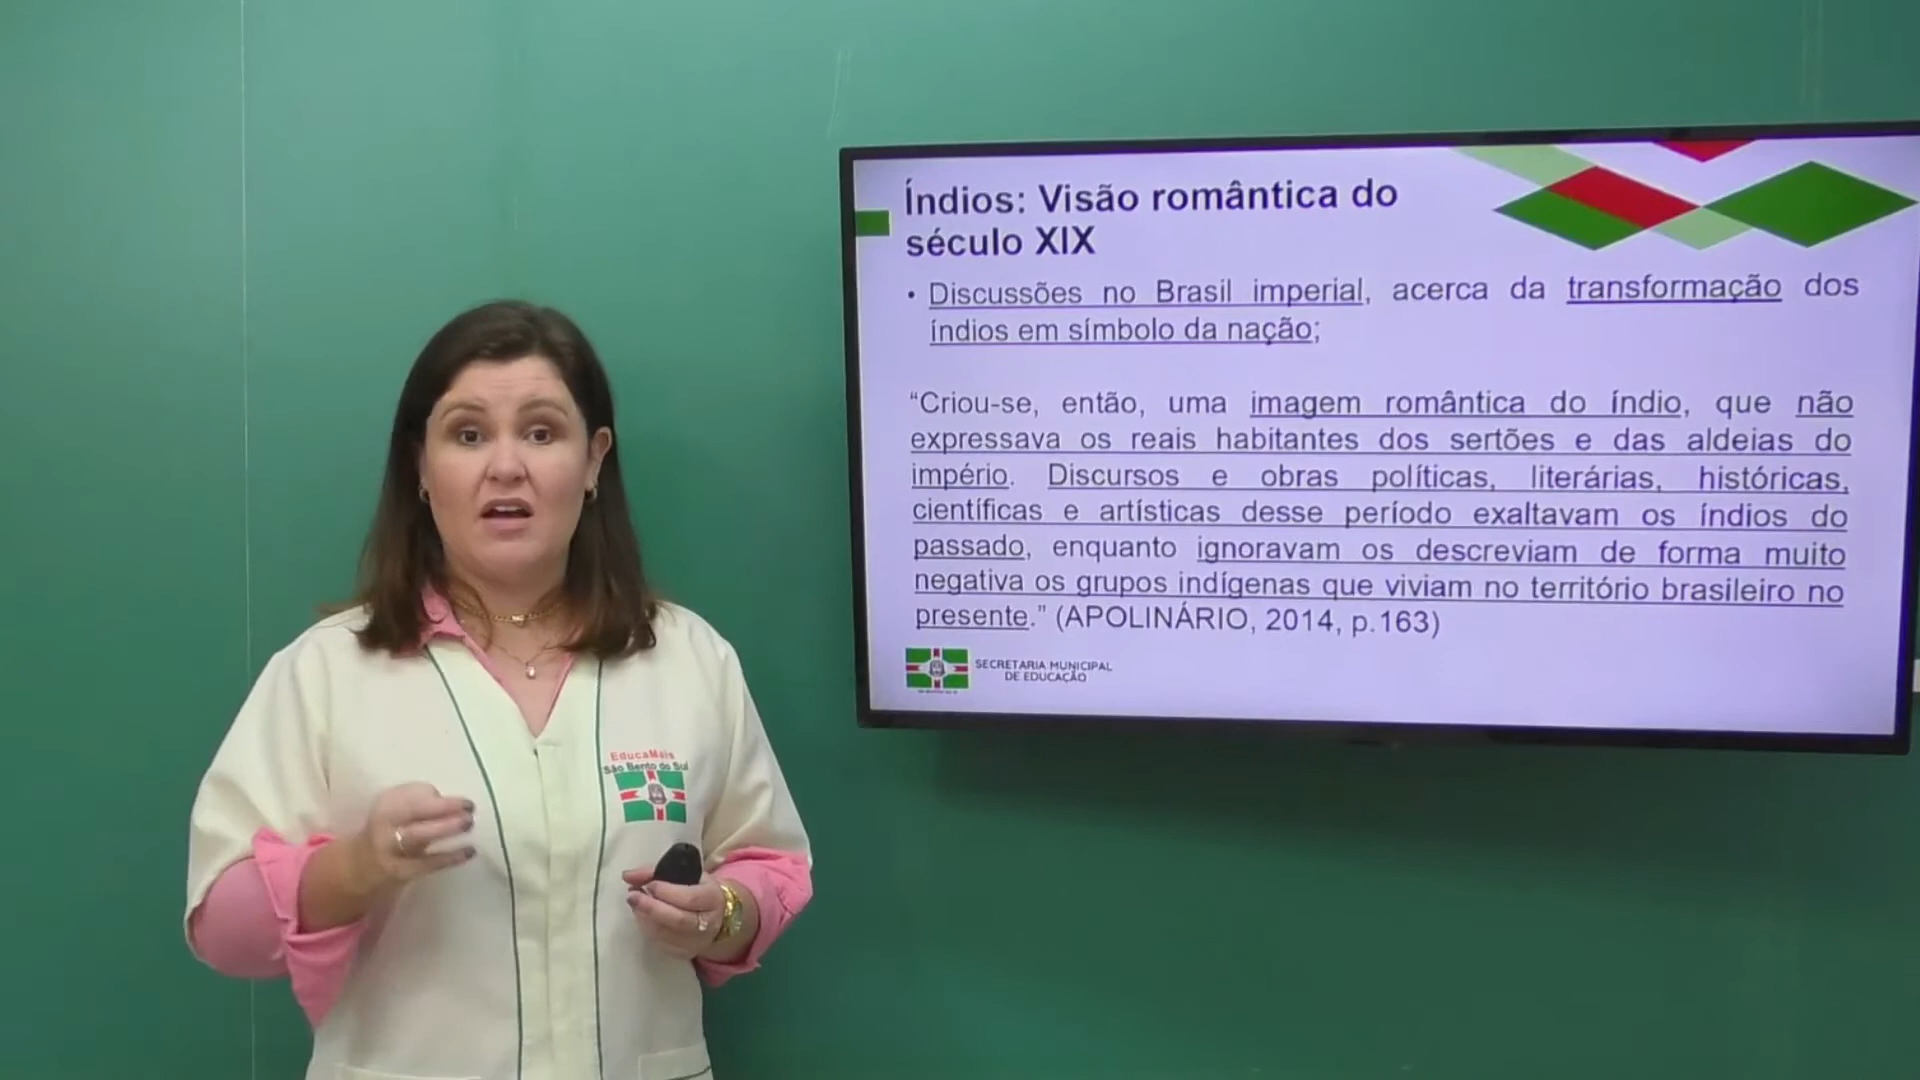 Índios: Visão romântica do
século XIX
• Discussões no Brasil imperial, acerca da transformação dos
índios em símbolo da nação;
“Criou-se, então, uma imagem romântica do índio, que não
expressava os reais habitantes dos sertões e das aldeias do
império. Discursos e obras políticas, literárias, históricas,
científicas e artísticas desse período exaltavam os índios do
passado, enquanto ignoravam os descreviam de forma muito
negativa os grupos indígenas que viviam no território brasileiro no
presente.” (APOLINÁRIO, 2014, p.163)
SECRETARIA MUNICIPAL
DE EDUCAÇÃO
EducaMais
São Bento do Sul